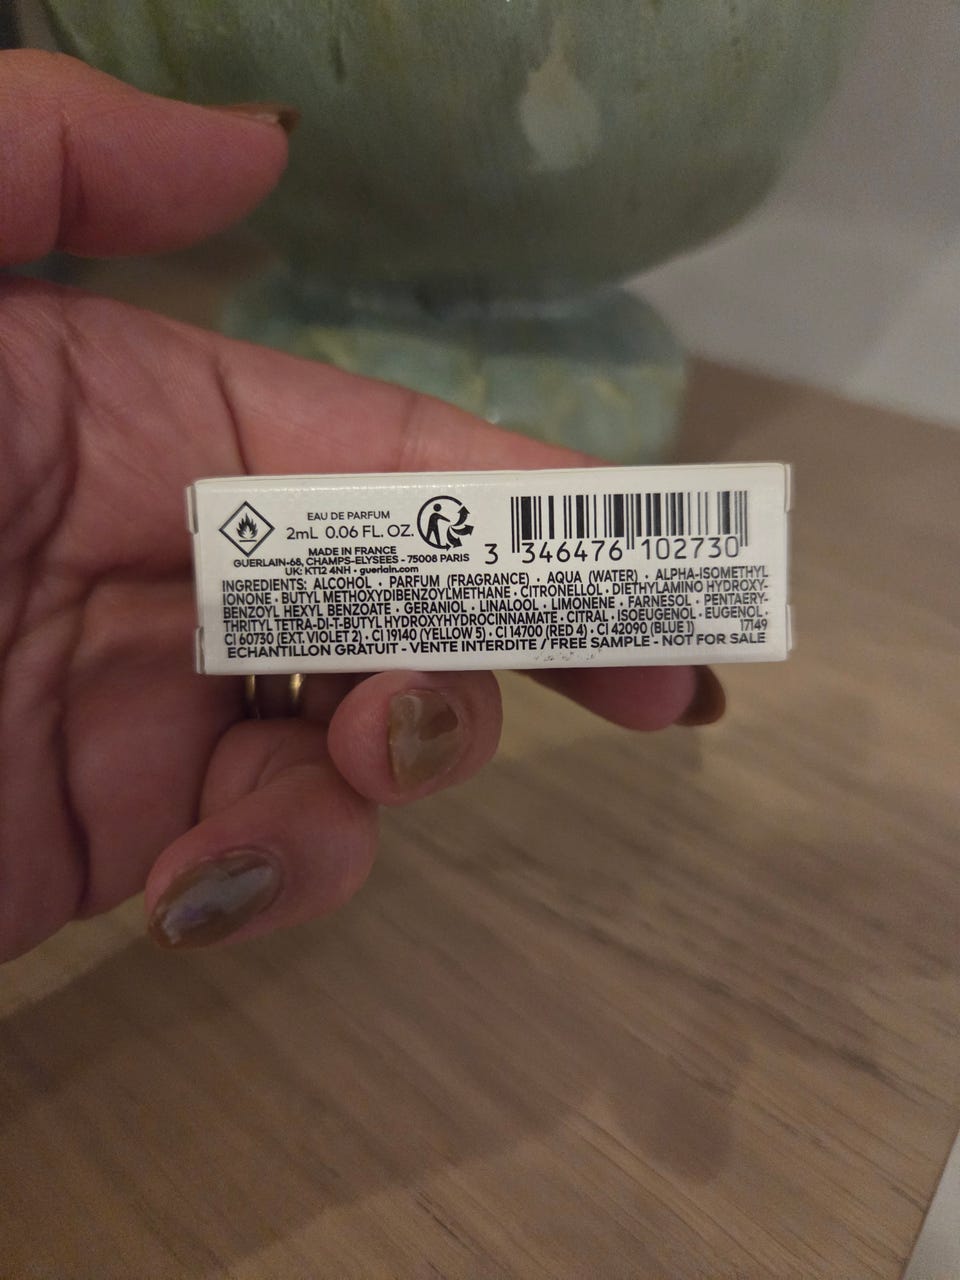 EAU DE PARFUM
2mL 0.06 FL. OZ.
MADE IN FRANCE
GUERLAIN-68, CHAMPS-ELYSEES - 75008 PARIS
UK: KT12 4NH • guerlain.com
3 346476 102730
INGREDIENTS: ALCOHOL • PARFUM (FRAGRANCE) • AQUA (WATER) • ALPHA-ISOMETHYL
IONONE • BUTYL METHOXYDIBENZOYLMETHANE • CITRONELLOL • DIETHYLAMINO HYDROXY-
BENZOYL HEXYL BENZOATE • GERANIOL • LINALOOL • LIMONENE • FARNESOL • PENTAERY-
THRITYL TETRA-DI-T-BUTYL HYDROXYHYDROCINNAMATE • CITRAL • ISOEUGENOL • EUGENOL •
CI 60730 (EXT. VIOLET 2) • CI 19140 (YELLOW 5) • CI 14700 (RED 4) • CI 42090 (BLUE 1) 17149
ECHANTILLON GRATUIT - VENTE INTERDITE / FREE SAMPLE - NOT FOR SALE